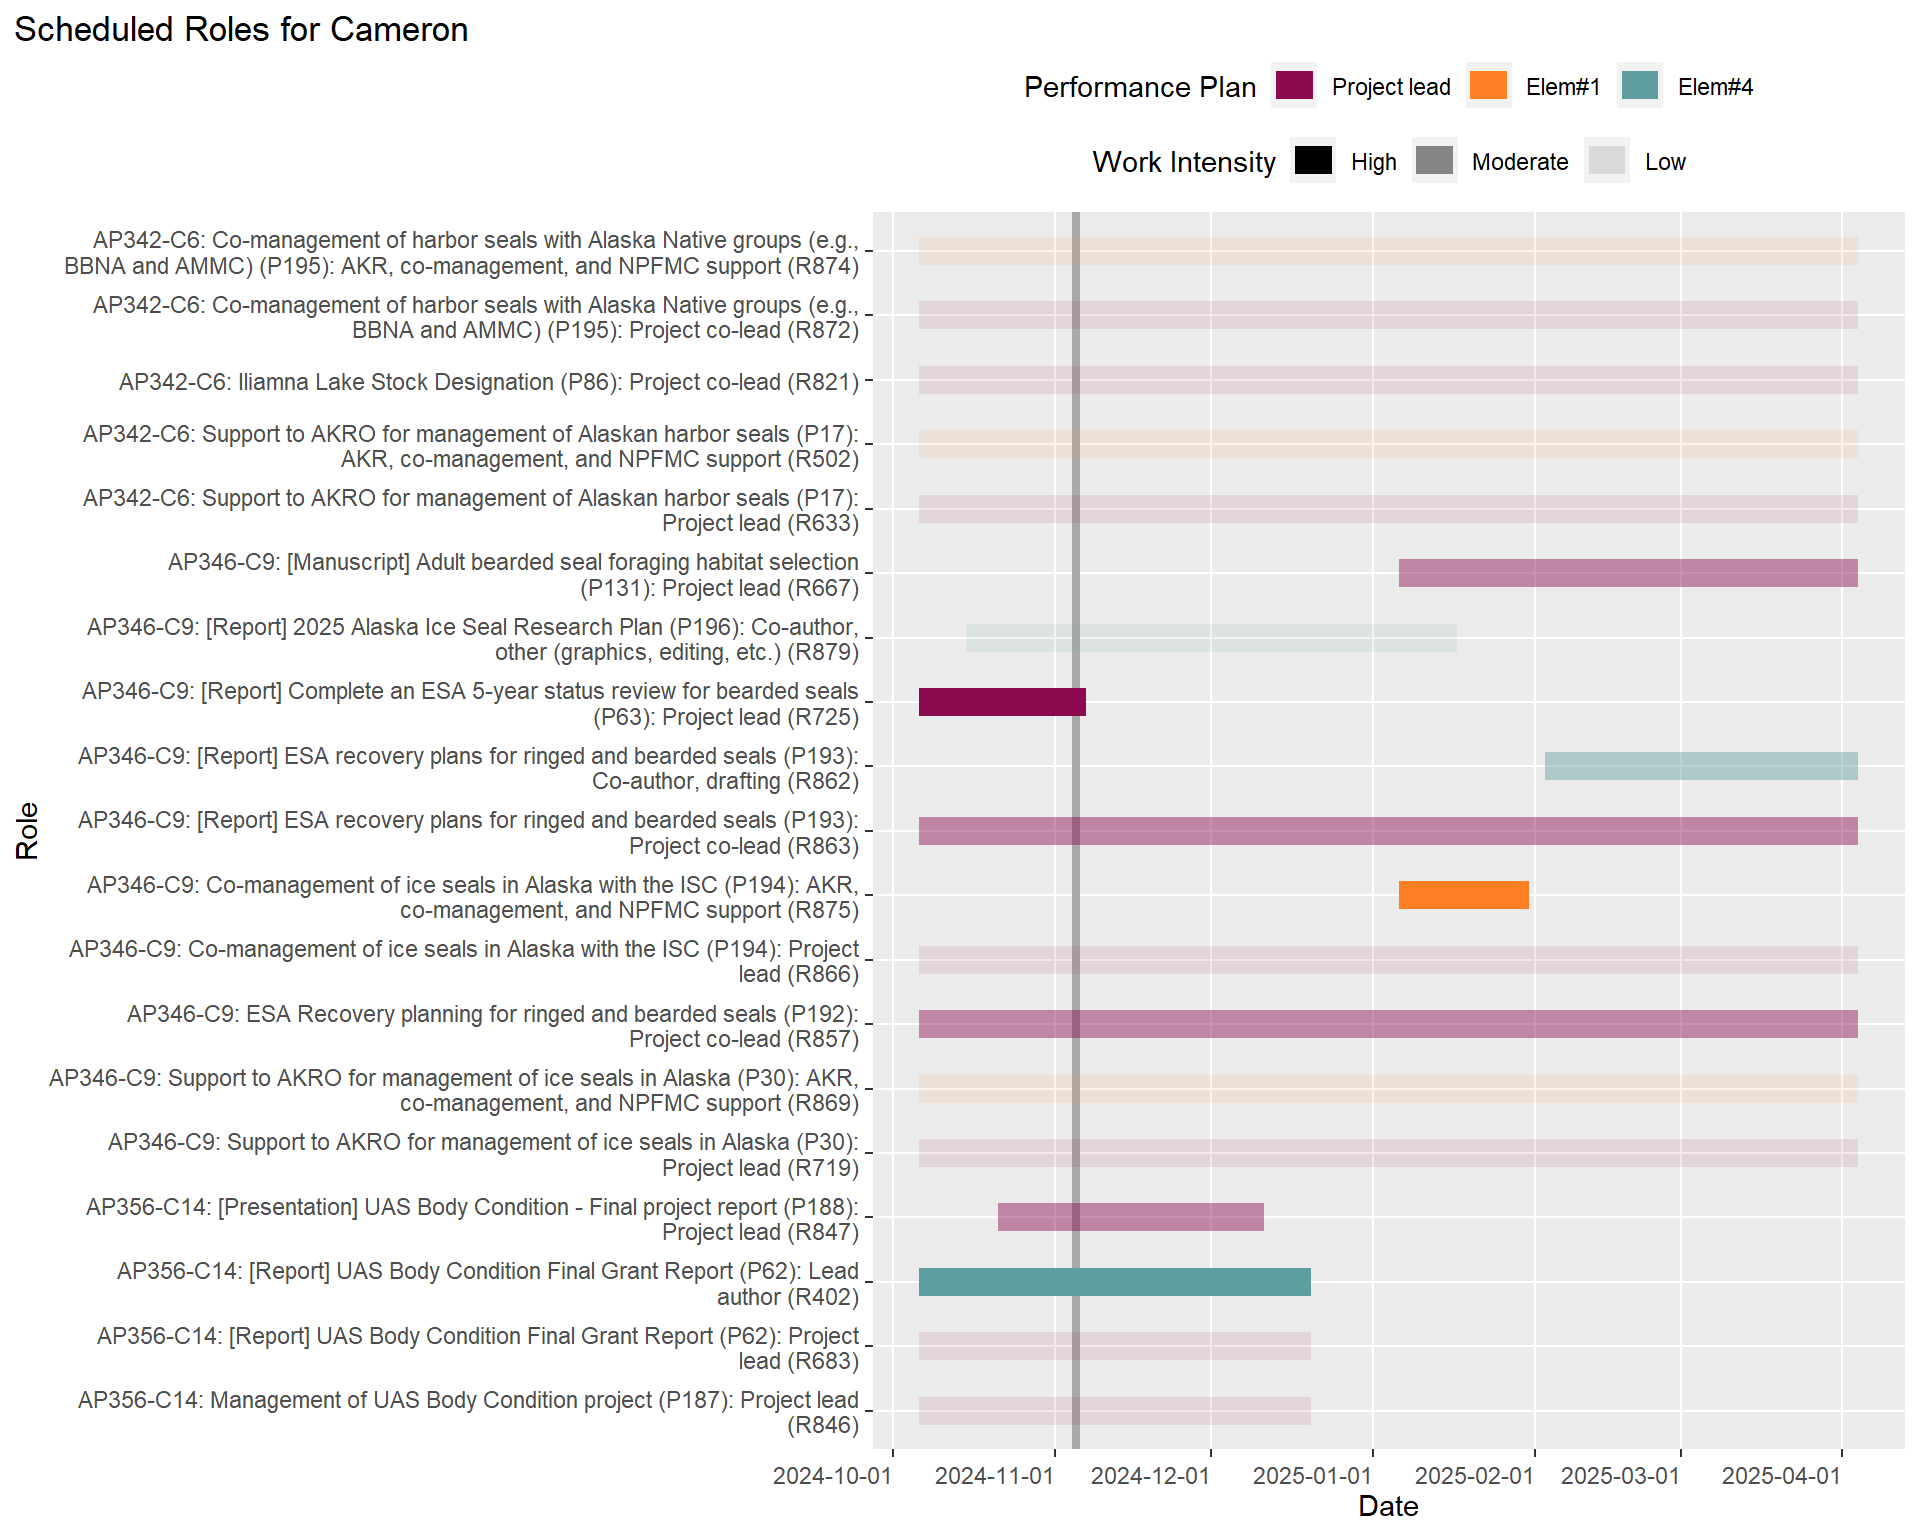 Scheduled Roles for Cameron
Performance Plan Project lead Elem#1 Elem#4
Work Intensity High Moderate Low
AP342-C6: Co-management of harbor seals with Alaska Native groups (e.g.,
BBNA and AMMC) (P195): AKR, co-management, and NPFMC support (R874)
AP342-C6: Co-management of harbor seals with Alaska Native groups (e.g.,
BBNA and AMMC) (P195): Project co-lead (R872)
AP342-C6: Iliamna Lake Stock Designation (P86): Project co-lead (R821)
AP342-C6: Support to AKRO for management of Alaskan harbor seals (P17):
AKR, co-management, and NPFMC support (R502)
AP342-C6: Support to AKRO for management of Alaskan harbor seals (P17):
Project lead (R633)
AP346-C9: [Manuscript] Adult bearded seal foraging habitat selection
(P131): Project lead (R667)
AP346-C9: [Report] 2025 Alaska Ice Seal Research Plan (P196): Co-author,
other (graphics, editing, etc.) (R879)
AP346-C9: [Report] Complete an ESA 5-year status review for bearded seals
(P63): Project lead (R725)
AP346-C9: [Report] ESA recovery plans for ringed and bearded seals (P193):
Co-author, drafting (R862)
AP346-C9: [Report] ESA recovery plans for ringed and bearded seals (P193):
Project co-lead (R863)
AP346-C9: Co-management of ice seals in Alaska with the ISC (P194): AKR,
co-management, and NPFMC support (R875)
AP346-C9: Co-management of ice seals in Alaska with the ISC (P194): Project
lead (R866)
AP346-C9: ESA Recovery planning for ringed and bearded seals (P192):
Project co-lead (R857)
AP346-C9: Support to AKRO for management of ice seals in Alaska (P30): AKR,
co-management, and NPFMC support (R869)
AP346-C9: Support to AKRO for management of ice seals in Alaska (P30):
Project lead (R719)
AP356-C14: [Presentation] UAS Body Condition - Final project report (P188):
Project lead (R847)
AP356-C14: [Report] UAS Body Condition Final Grant Report (P62): Lead
author (R402)
AP356-C14: [Report] UAS Body Condition Final Grant Report (P62): Project
lead (R683)
AP356-C14: Management of UAS Body Condition project (P187): Project lead
(R846)
Role
2024-10-01 2024-11-01 2024-12-01 2025-01-01 2025-02-01 2025-03-01 2025-04-01
Date